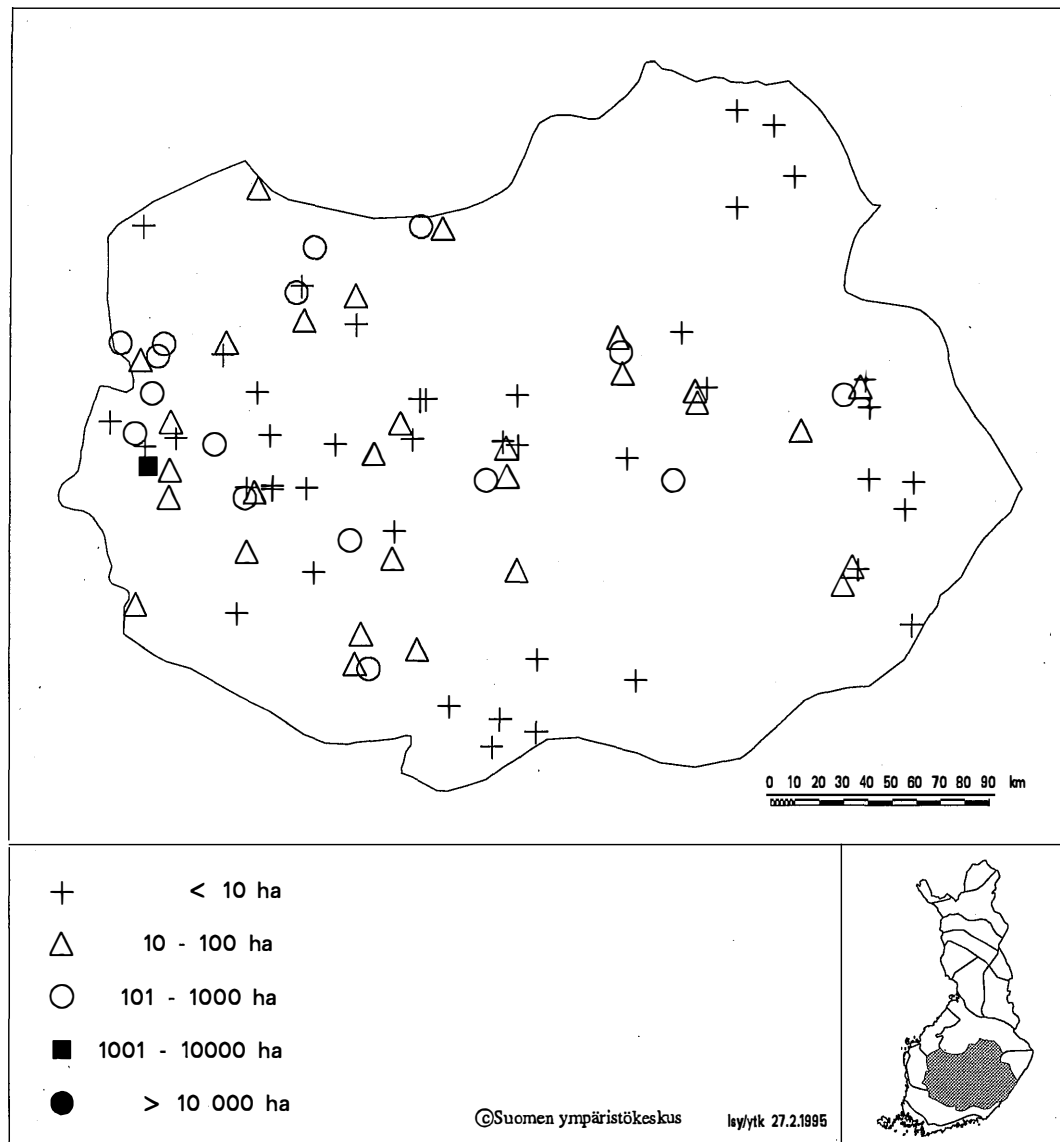 0 10 20 30 40 50 60 70 80 90 km
< 10 ha
10 - 100 ha
101 - 1000 ha
1001 - 10000 ha
> 10 000 ha
©Suomen ympäristökeskus lsy/ytk 27.2.1995